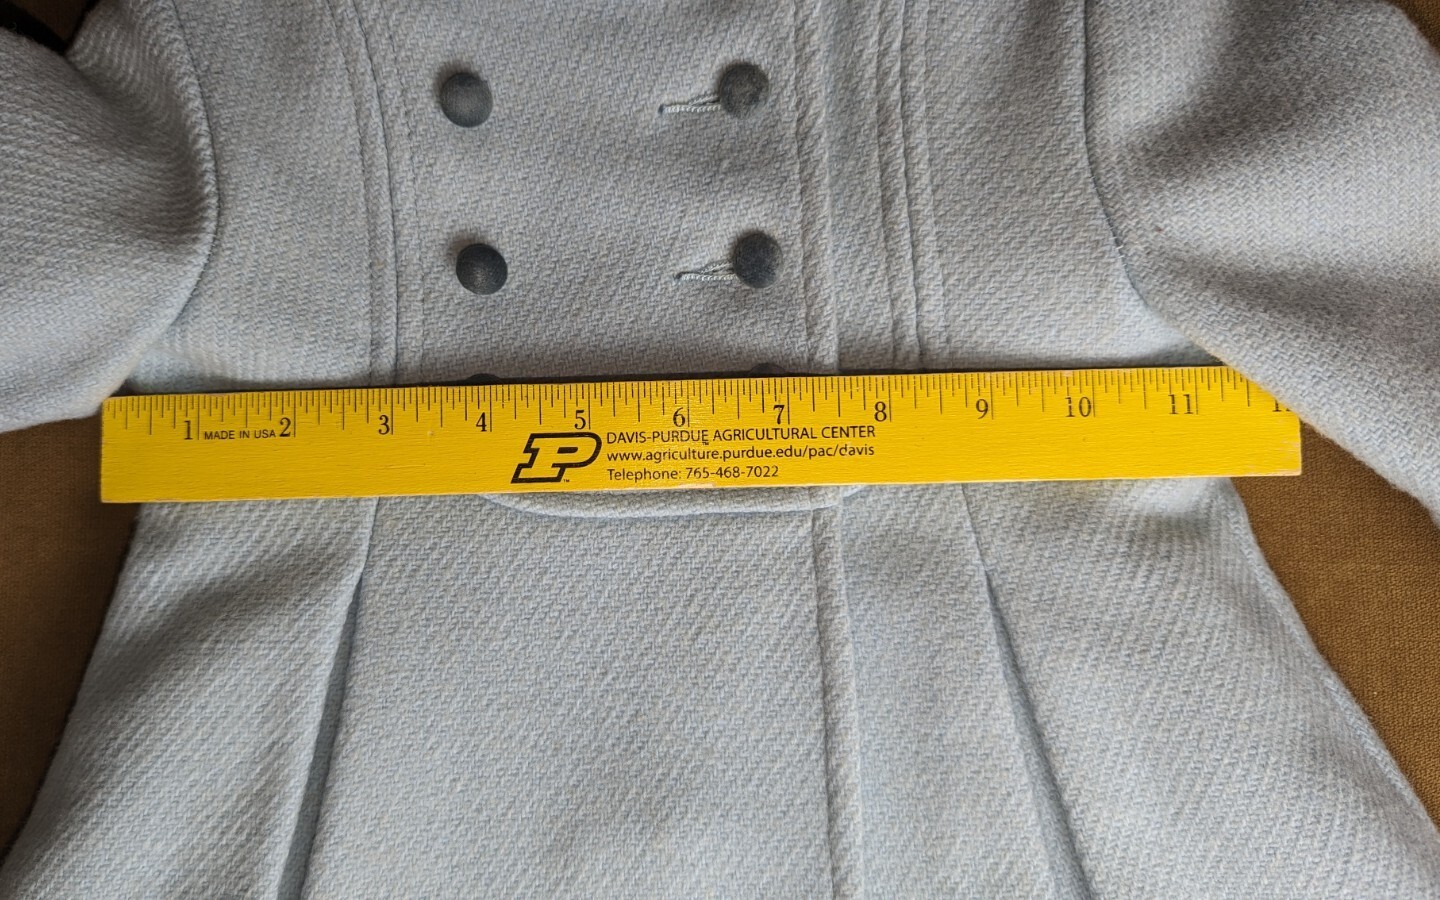 1 MADE IN USA 2 3 4 5 6 7 8 9 10 11
P DAVIS-PURDUE AGRICULTURAL CENTER
www.agriculture.purdue.edu/pac/davis
Telephone: 765-468-7022